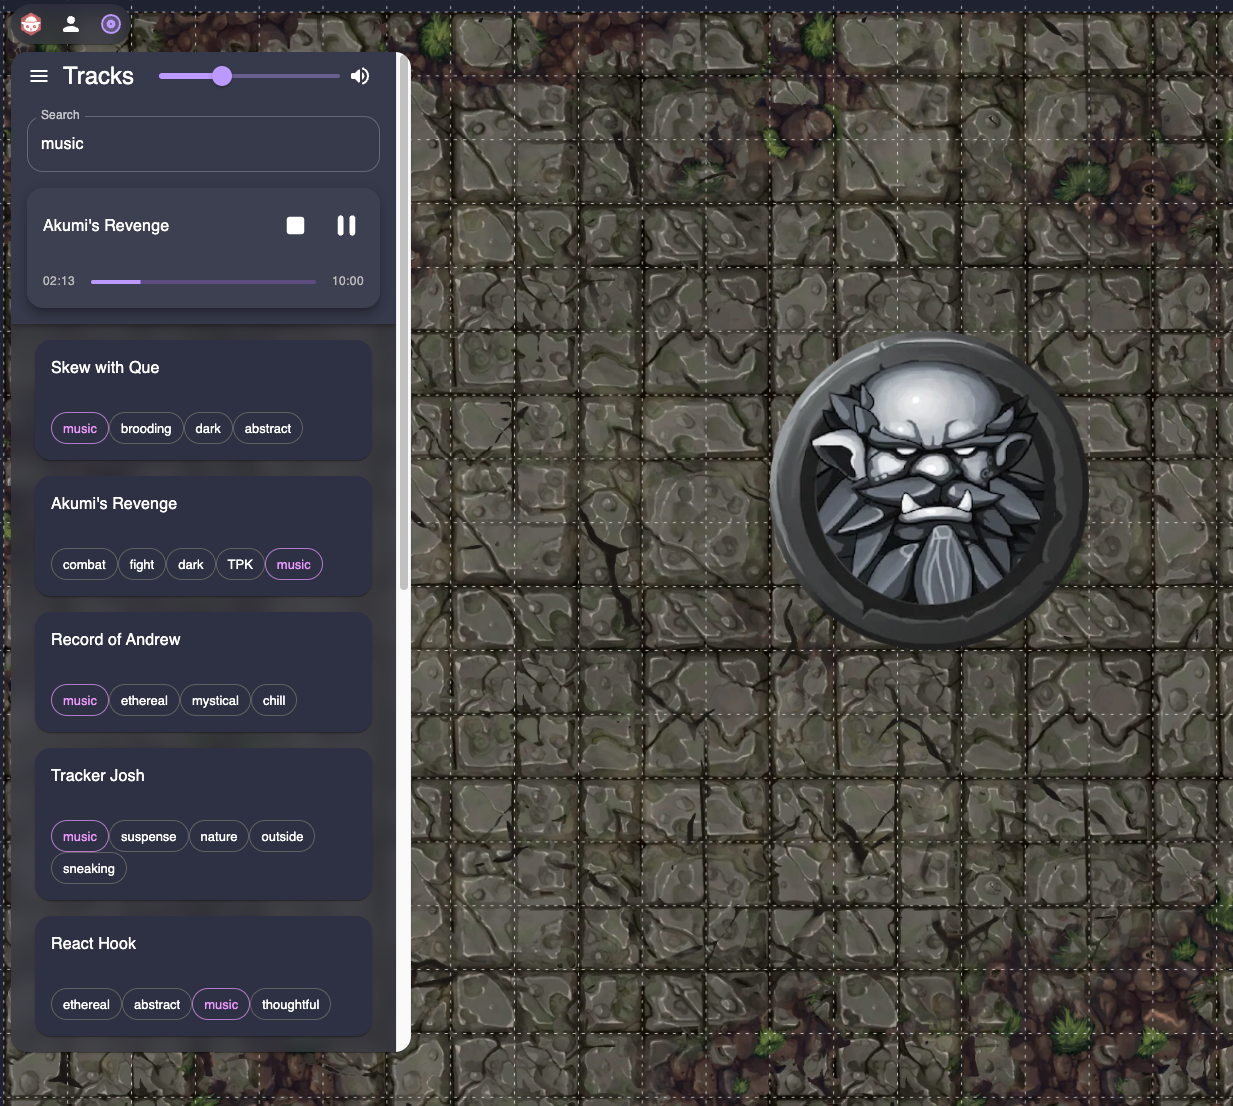 Tracks
Search
music
Akumi's Revenge
02:13 10:00
Skew with Que
music brooding dark abstract
Akumi's Revenge
combat fight dark TPK music
Record of Andrew
music ethereal mystical chill
Tracker Josh
music suspense nature outside
sneaking
React Hook
ethereal abstract music thoughtful